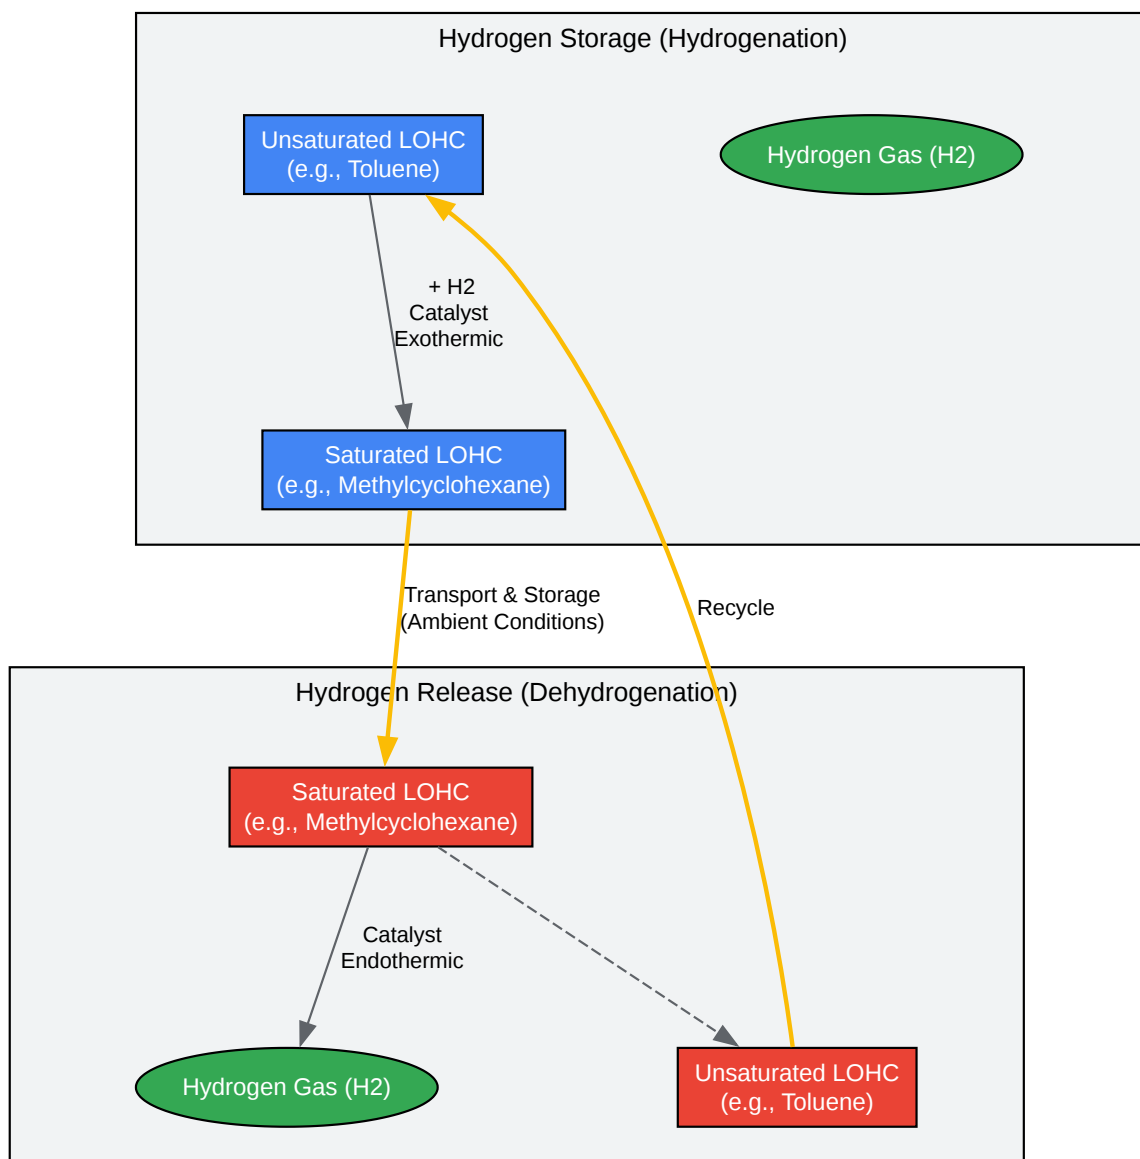 Hydrogen Storage (Hydrogenation)
Unsaturated LOHC
(e.g., Toluene)
Hydrogen Gas (H2)
+ H2
Catalyst
Exothermic
Saturated LOHC
(e.g., Methylcyclohexane)
Transport & Storage
(Ambient Conditions)
Recycle
Hydrogen Release (Dehydrogenation)
Saturated LOHC
(e.g., Methylcyclohexane)
Catalyst
Endothermic
Hydrogen Gas (H2)
Unsaturated LOHC
(e.g., Toluene)